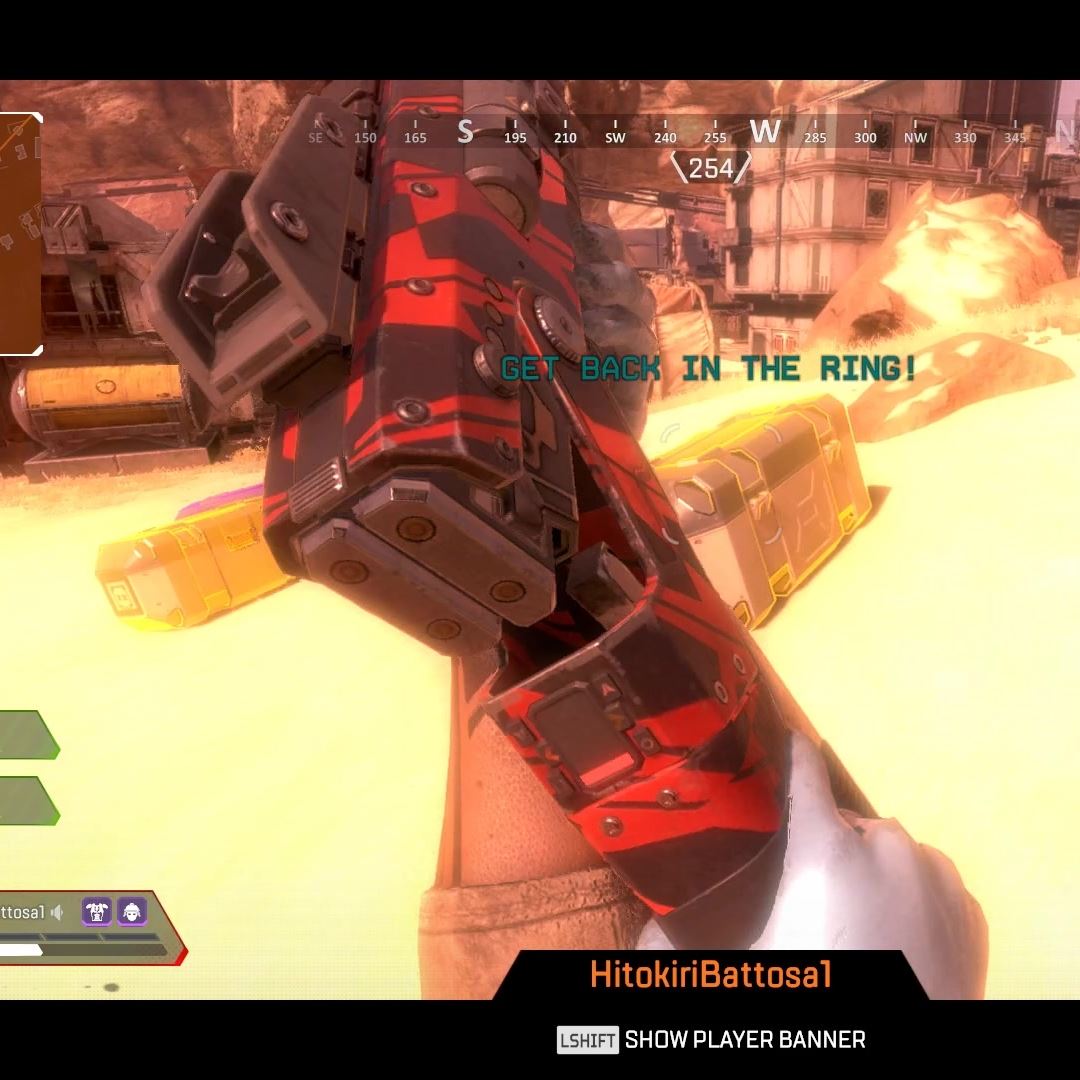 SE 150 165 S 195 210 SW 240 255 W 285 300 NW 330 345 N
254
GET BACK IN THE RING!
ttosa1
HitokiriBattosa1
LSHIFT SHOW PLAYER BANNER